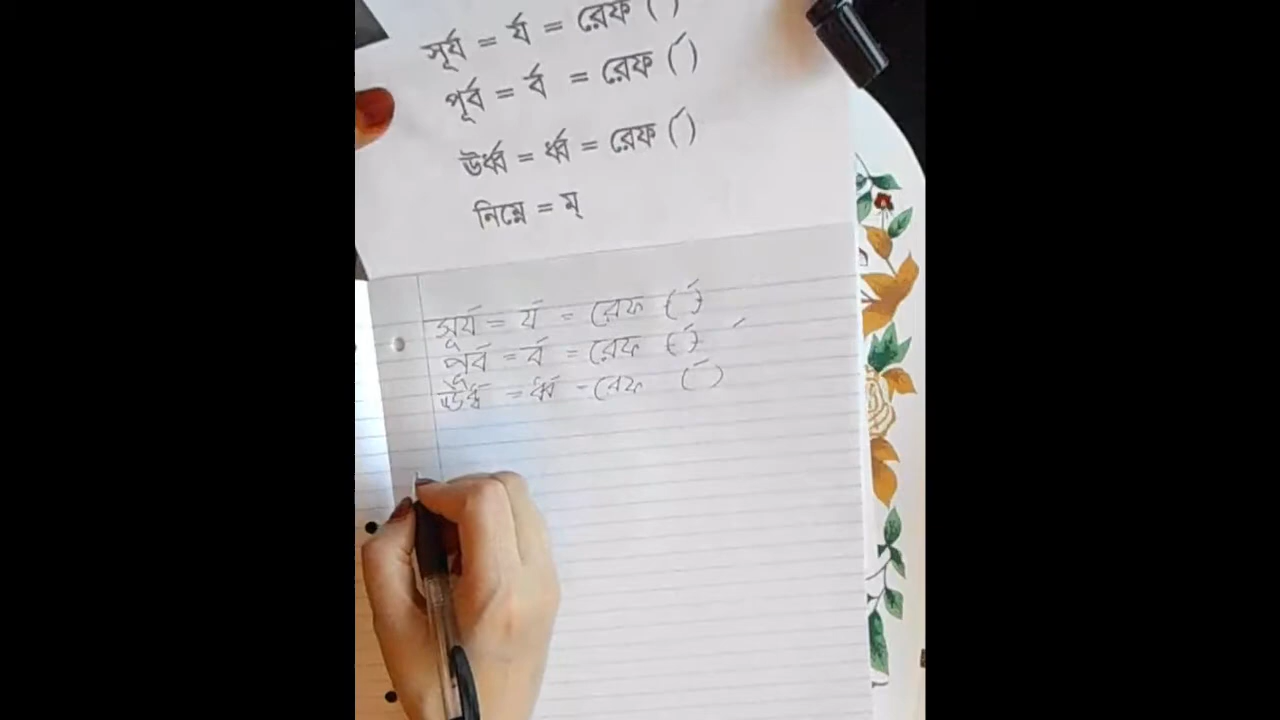 সূর্য = র্য = রেফ (র্)
পূর্ব = র্ব = রেফ (র্)
ঊর্ধ্ব = র্ধ্ব = রেফ (র্)
নিম্নে = ম্
সূর্য = র্য = রেফ (র্)
পূর্ব = র্ব = রেফ (র্)
ঊর্ধ্ব = র্ধ্ব = রেফ (র্)